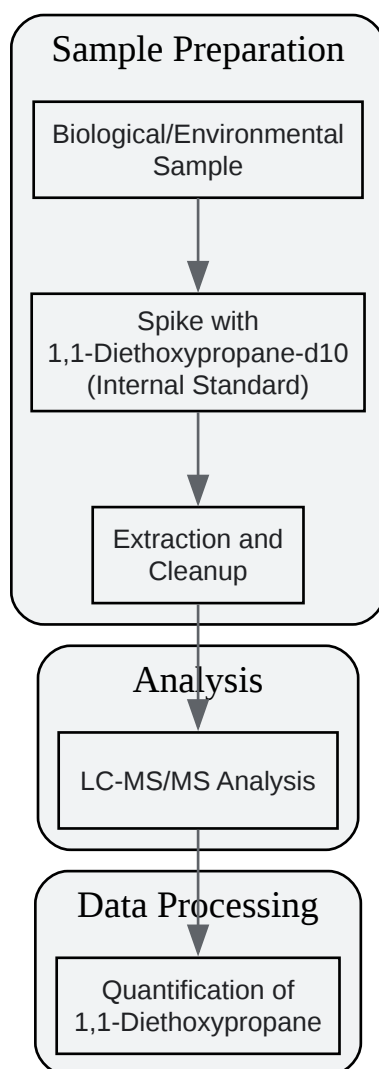 Sample Preparation
Biological/Environmental
Sample
Spike with
1,1-Diethoxypropane-d10
(Internal Standard)
Extraction and
Cleanup
Analysis
LC-MS/MS Analysis
Data Processing
Quantification of
1,1-Diethoxypropane